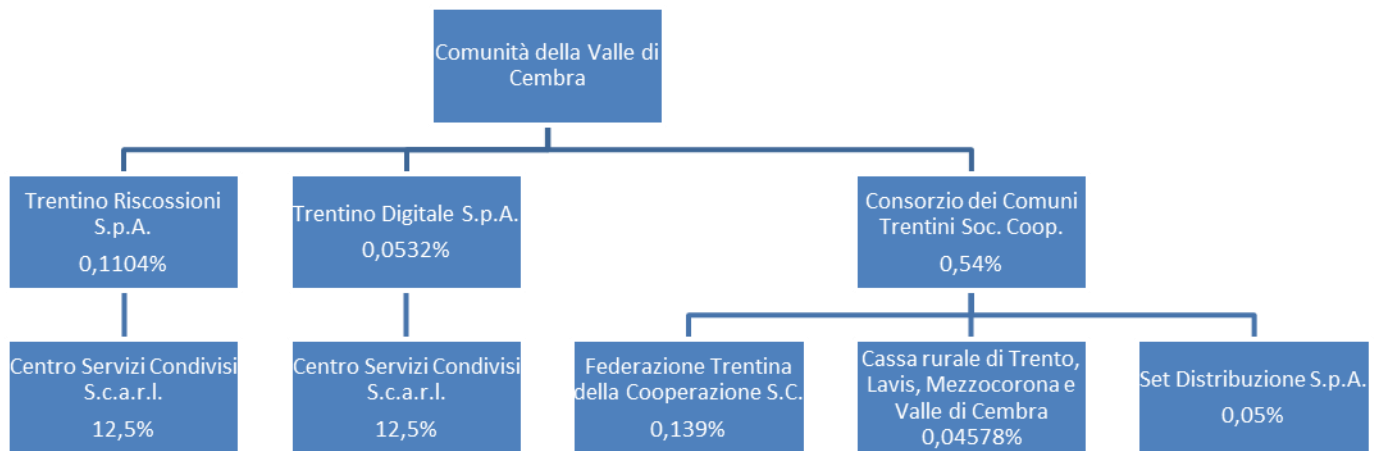 Comunità della Valle di
Cembra
Trentino Riscossioni
S.p.A.
0,1104%
Trentino Digitale S.p.A.
0,0532%
Consorzio dei Comuni
Trentini Soc. Coop.
0,54%
Centro Servizi Condivisi
S.c.a.r.l.
12,5%
Centro Servizi Condivisi
S.c.a.r.l.
12,5%
Federazione Trentina
della Cooperazione S.C.
0,139%
Cassa rurale di Trento,
Lavis, Mezzocorona e
Valle di Cembra
0,04578%
Set Distribuzione S.p.A.
0,05%